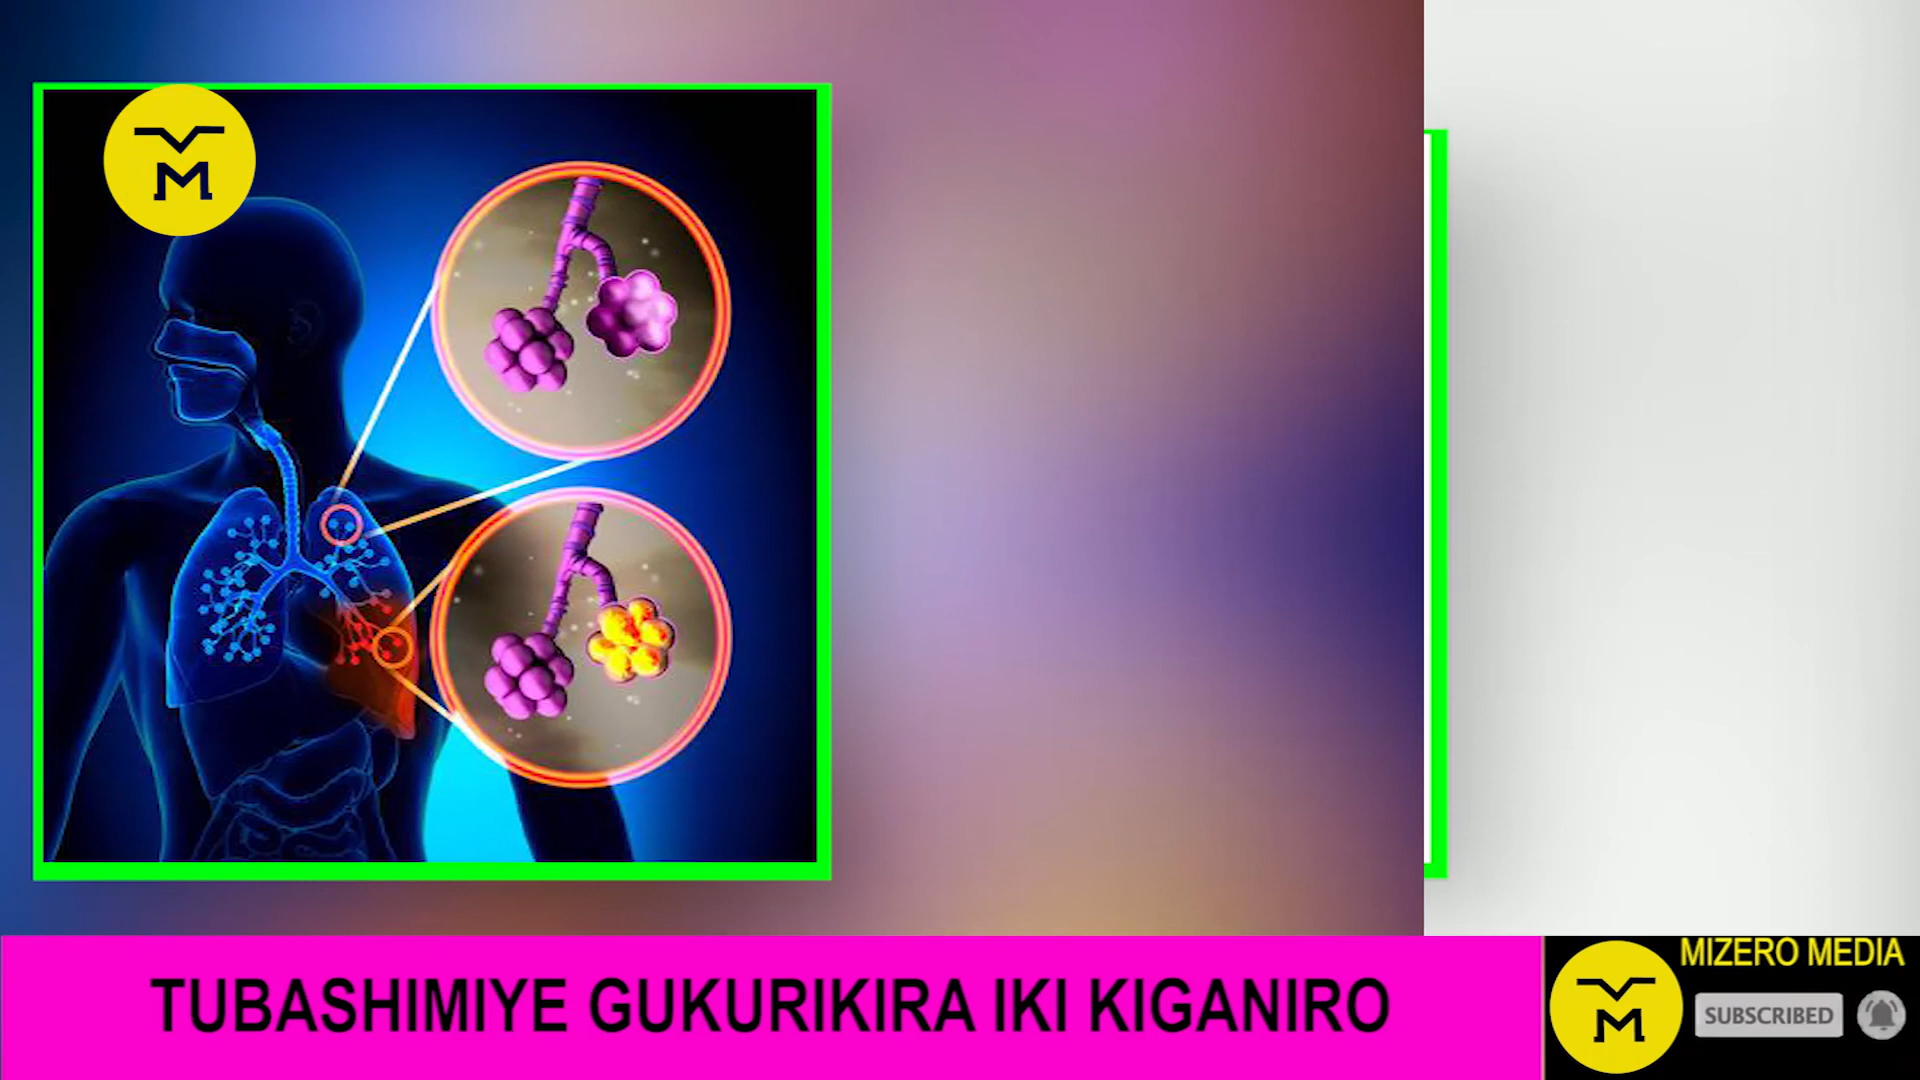 M
TUBASHIMIYE GUKURIKIRA IKI KIGANIRO
MIZERO MEDIA
M
SUBSCRIBED